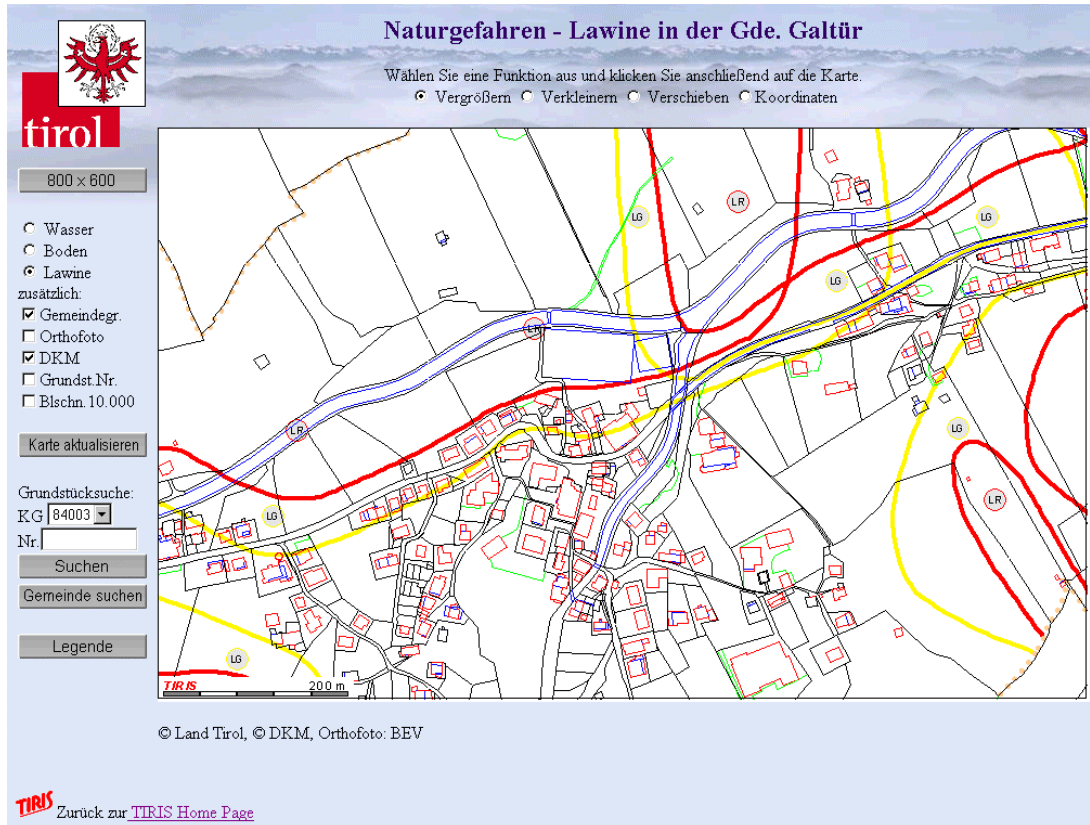 Naturgefahren - Lawine in der Gde. Galtür
Wählen Sie eine Funktion aus und klicken Sie anschließend auf die Karte.
Vergrößern Verkleinern Verschieben Koordinaten
tirol
800 x 600
Wasser
Boden
Lawine
zusätzlich:
Gemeindegr.
Orthofoto
DKM
Grundst.Nr.
Blschn.10.000
Karte aktualisieren
Grundstücksuche:
KG 84003
Nr.
Suchen
Gemeinde suchen
Legende
LR
LG
LG
LG
LR
LR
LG
LR
LG
LG
TIRIS 200 m
© Land Tirol, © DKM, Orthofoto: BEV
TIRIS Zurück zur TIRIS Home Page